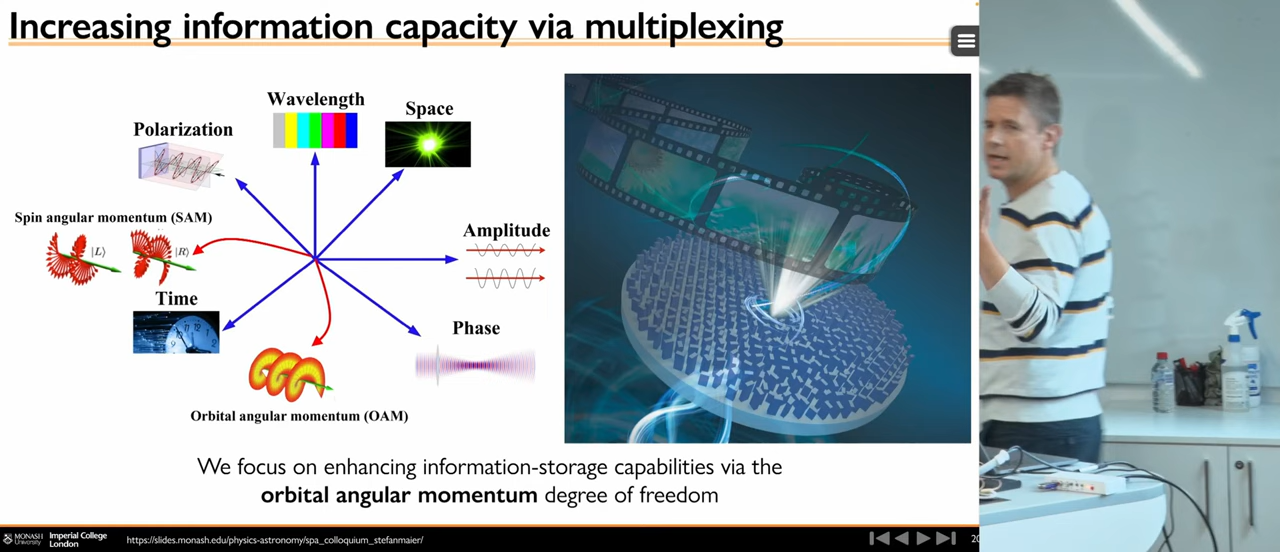 Increasing information capacity via multiplexing
Wavelength
Space
Polarization
Spin angular momentum (SAM)
|L⟩
|R⟩
Amplitude
Time
Phase
Orbital angular momentum (OAM)
We focus on enhancing information-storage capabilities via the
orbital angular momentum degree of freedom
MONASH University
Imperial College
London
https://slides.monash.edu/physics-astronomy/spa_colloquium_stefanmaier/